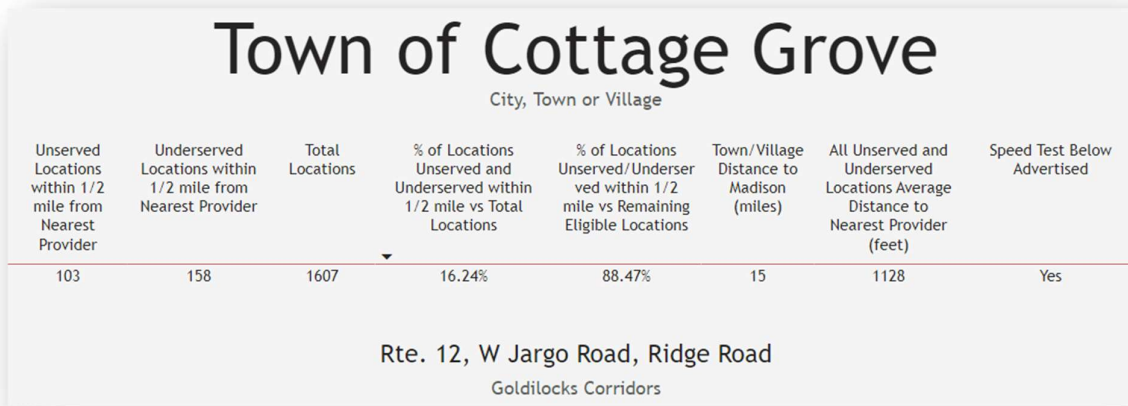 Town of Cottage Grove
City, Town or Village
Unserved
Locations
within 1/2
mile from
Nearest
Provider
Underserved
Locations within
1/2 mile from
Nearest Provider
Total
Locations
% of Locations
Unserved and
Underserved within
1/2 mile vs Total
Locations
% of Locations
Unserved/Underser
ved within 1/2
mile vs Remaining
Eligible Locations
Town/Village
Distance to
Madison
(miles)
All Unserved and
Underserved
Locations Average
Distance to
Nearest Provider
(feet)
Speed Test Below
Advertised
103 158 1607 16.24% 88.47% 15 1128 Yes
Rte. 12, W Jargo Road, Ridge Road
Goldilocks Corridors